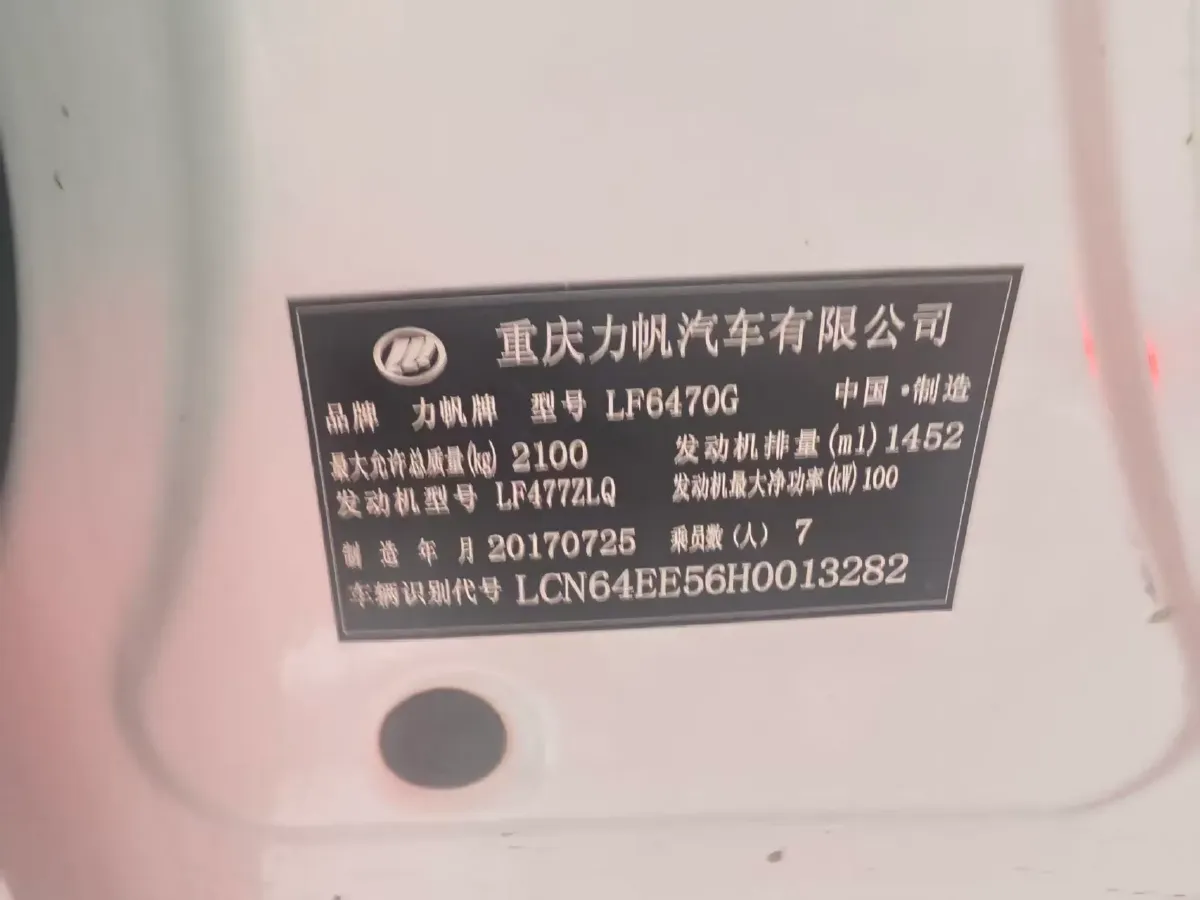 重庆力帆汽车有限公司
品牌 力帆牌 型号 LF6470G 中国·制造
最大允许总质量(kg) 2100 发动机排量(ml) 1452
发动机型号 LF477ZLQ 发动机最大净功率(kW) 100
制造年月 20170725 乘员数(人) 7
车辆识别代号 LCN64EE56H0013282